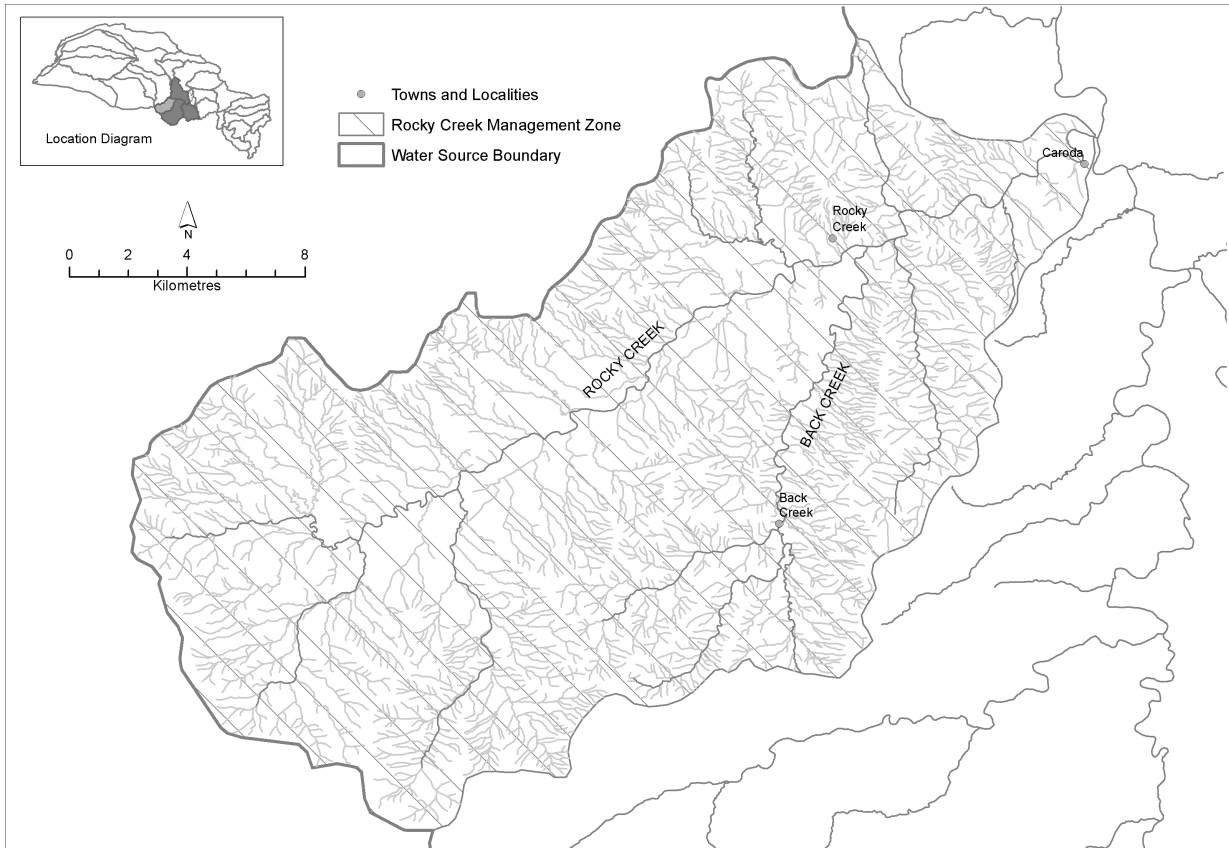 Location Diagram
Towns and Localities
Rocky Creek Management Zone
Water Source Boundary
N
0 2 4 8
Kilometres
Caroda
Rocky
Creek
ROCKY CREEK
BACK CREEK
Back
Creek